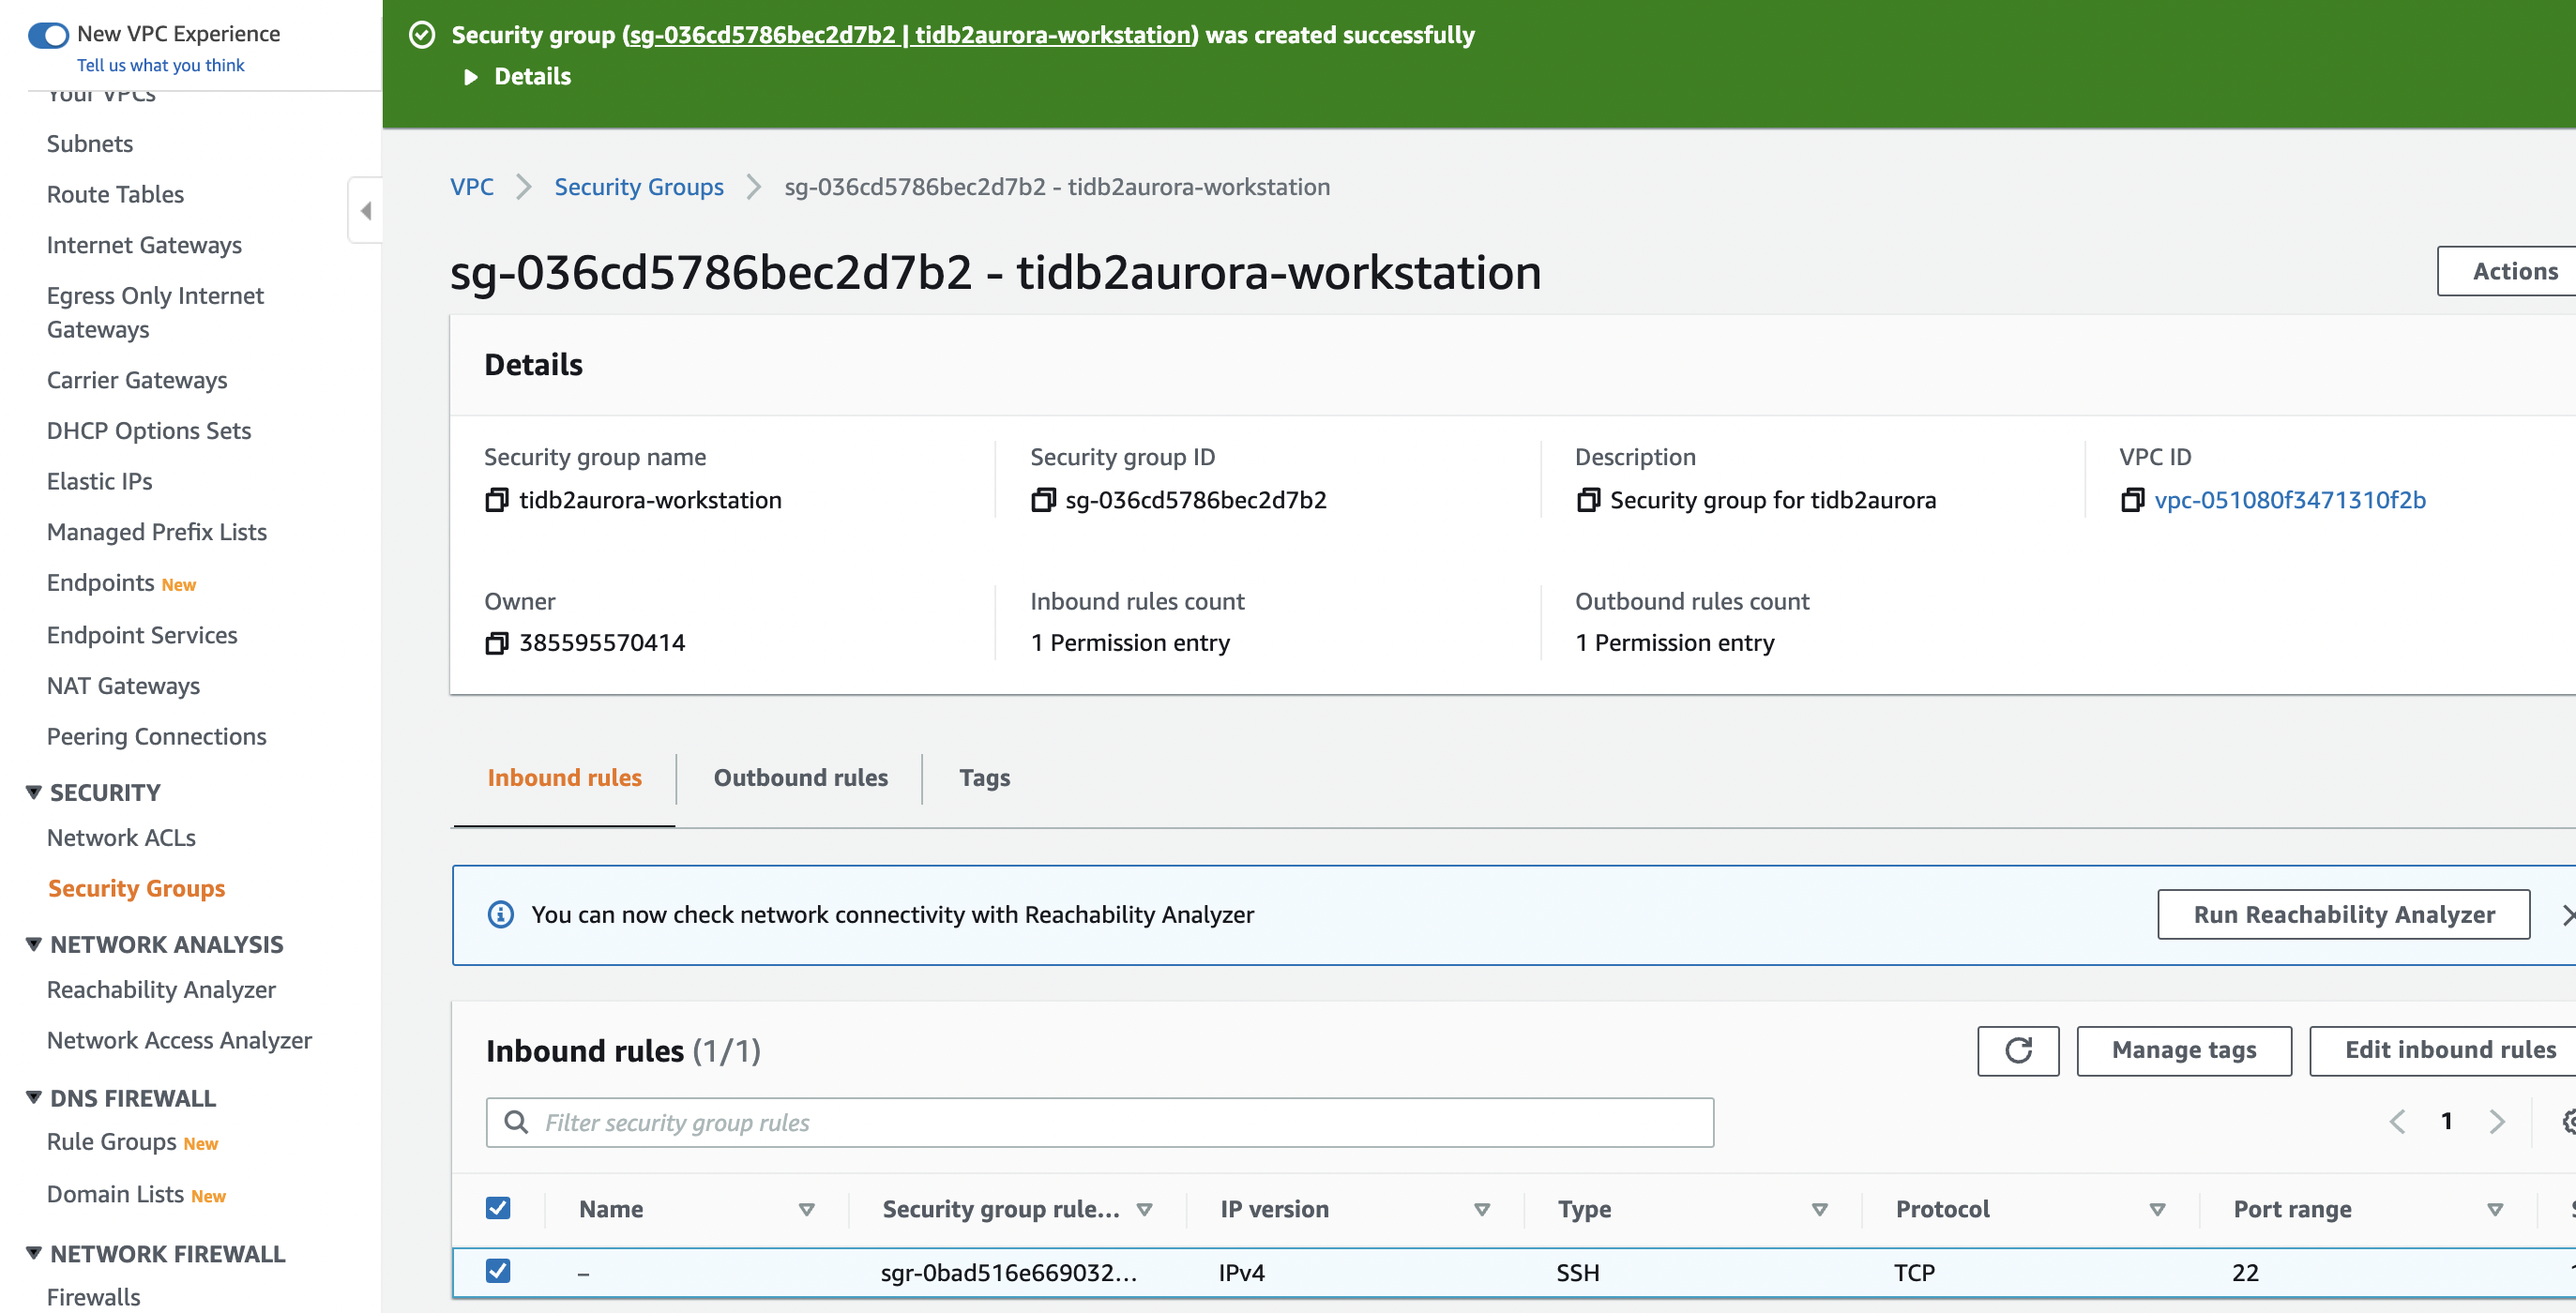 New VPC Experience
Tell us what you think
Your VPCs
Subnets
Route Tables
Internet Gateways
Egress Only Internet
Gateways
Carrier Gateways
DHCP Options Sets
Elastic IPs
Managed Prefix Lists
Endpoints New
Endpoint Services
NAT Gateways
Peering Connections
SECURITY
Network ACLs
Security Groups
NETWORK ANALYSIS
Reachability Analyzer
Network Access Analyzer
DNS FIREWALL
Rule Groups New
Domain Lists New
NETWORK FIREWALL
Firewalls
Security group (sg-036cd5786bec2d7b2 | tidb2aurora-workstation) was created successfully
Details
VPC Security Groups sg-036cd5786bec2d7b2 - tidb2aurora-workstation
sg-036cd5786bec2d7b2 - tidb2aurora-workstation
Actions
Details
Security group name Security group ID Description VPC ID
tidb2aurora-workstation sg-036cd5786bec2d7b2 Security group for tidb2aurora vpc-051080f3471310f2b
Owner Inbound rules count Outbound rules count
385595570414 1 Permission entry 1 Permission entry
Inbound rules Outbound rules Tags
You can now check network connectivity with Reachability Analyzer Run Reachability Analyzer
Inbound rules (1/1) Manage tags Edit inbound rules
Filter security group rules 1
Name Security group rule... IP version Type Protocol Port range
– sgr-0bad516e669032... IPv4 SSH TCP 22